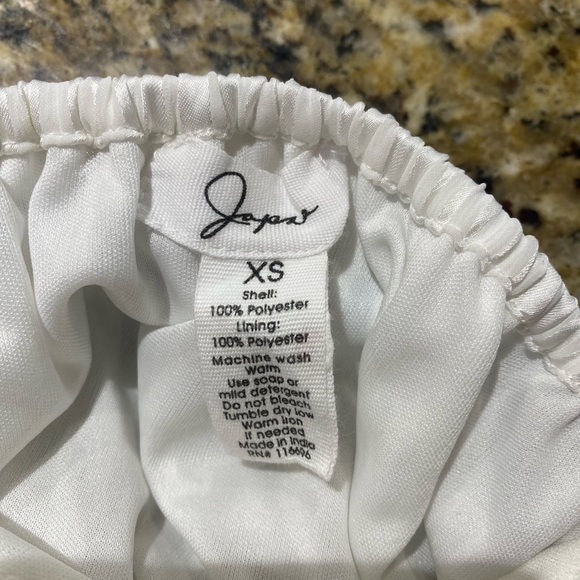 Japna
XS
Shell:
100% Polyester
Lining:
100% Polyester
Machine wash
Warm
Use soap or
mild detergent
Do not bleach
Tumble dry low
Warm iron
If needed
Made in India
RN# 116696